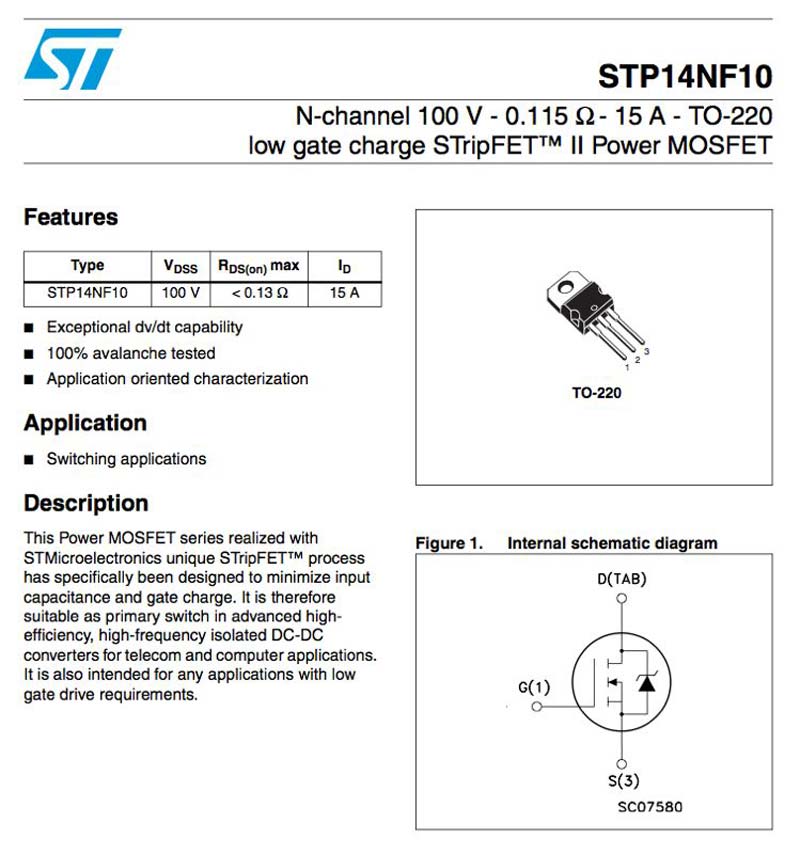 ST
STP14NF10
N-channel 100 V - 0.115 Ω - 15 A - TO-220
low gate charge STripFET™ II Power MOSFET
Features
Type VDSS RDS(on) max ID
STP14NF10 100 V < 0.13 Ω 15 A
■ Exceptional dv/dt capability
■ 100% avalanche tested
■ Application oriented characterization
Application
■ Switching applications
Description
This Power MOSFET series realized with
STMicroelectronics unique STripFET™ process
has specifically been designed to minimize input
capacitance and gate charge. It is therefore
suitable as primary switch in advanced high-
efficiency, high-frequency isolated DC-DC
converters for telecom and computer applications.
It is also intended for any applications with low
gate drive requirements.
3
2
1
TO-220
Figure 1. Internal schematic diagram
D(TAB)
G(1)
S(3)
SC07580